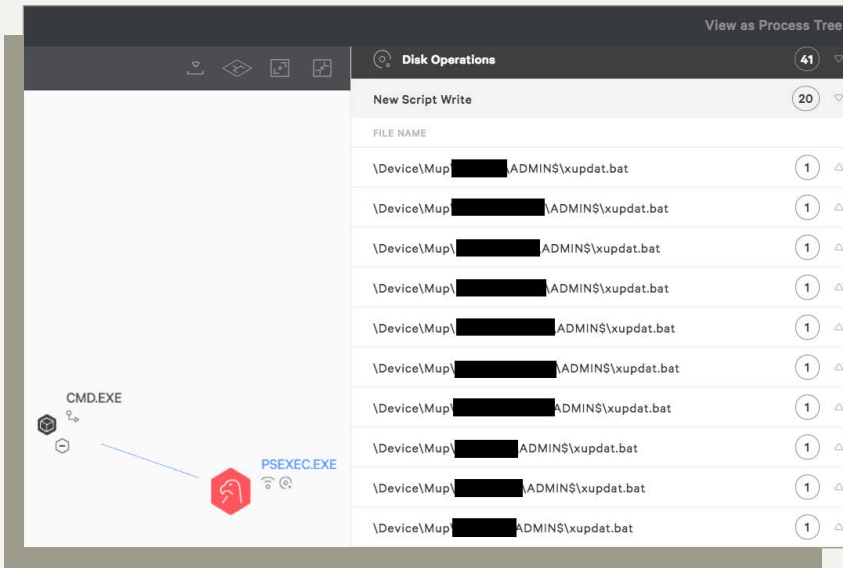 View as Process Tree
Disk Operations 41
New Script Write 20
FILE NAME
\Device\Mup\ \ADMIN$\xupdat.bat 1
\Device\Mup \ADMIN$\xupdat.bat 1
\Device\Mup\ ADMIN$\xupdat.bat 1
\Device\Mup\ \ADMIN$\xupdat.bat 1
\Device\Mup\ ADMIN$\xupdat.bat 1
\Device\Mup\ \ADMIN$\xupdat.bat 1
\Device\Mup\ ADMIN$\xupdat.bat 1
\Device\Mup\ ADMIN$\xupdat.bat 1
\Device\Mup\ \ADMIN$\xupdat.bat 1
\Device\Mup\ ADMIN$\xupdat.bat 1
CMD.EXE
PSEXEC.EXE